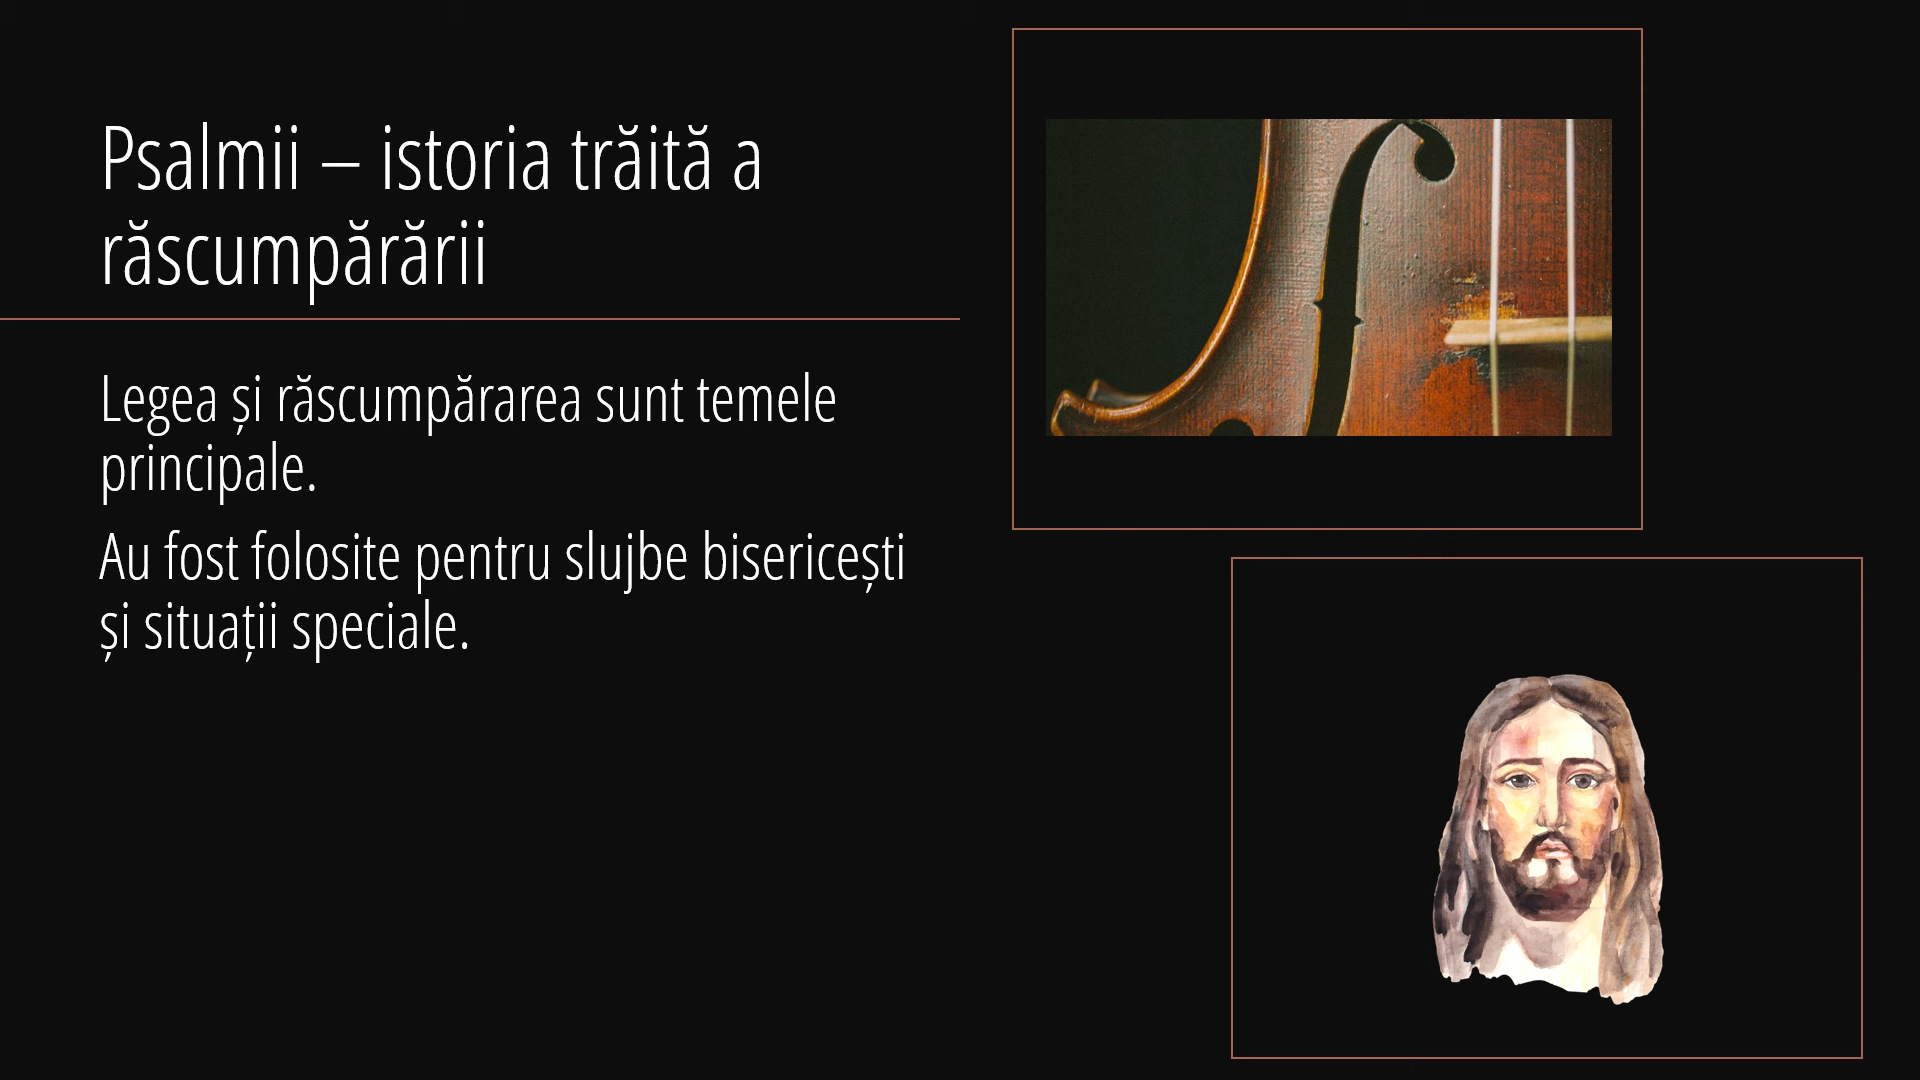 Psalmii – istoria trăită a
răscumpărării
Legea și răscumpărarea sunt temele
principale.
Au fost folosite pentru slujbe bisericești
și situații speciale.